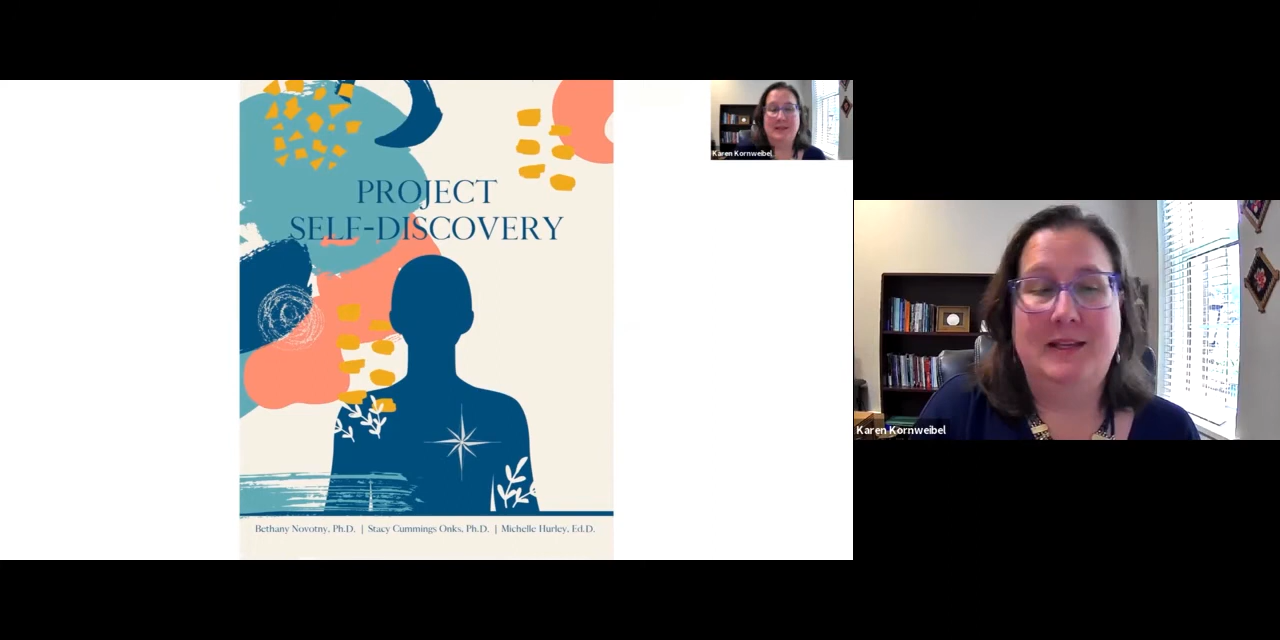 PROJECT
SELF-DISCOVERY
Bethany Novotny, Ph.D. | Stacy Cummings Onks, Ph.D. | Michelle Hurley, Ed.D.
Karen Kornweibel
Karen Kornweibel